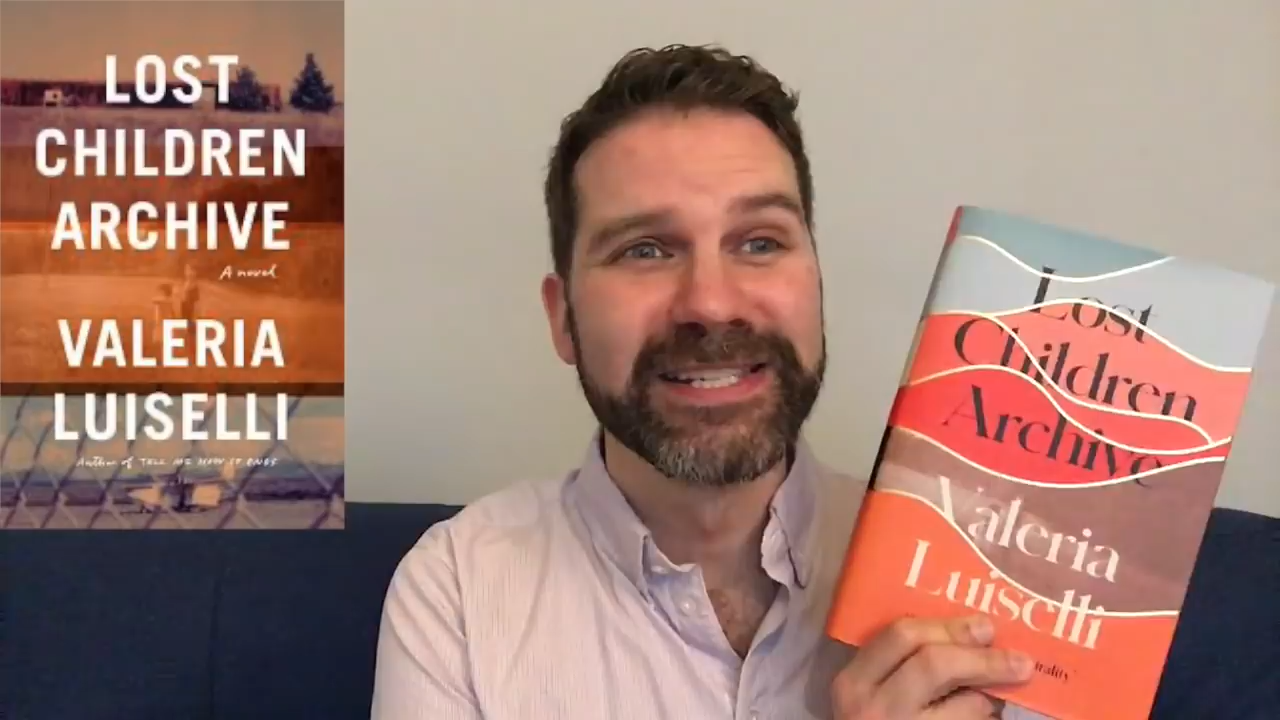 LOST
CHILDREN
ARCHIVE
A novel
VALERIA
LUISELLI
Author of TELL ME HOW IT ENDS
Lost
Children
Archive
Valeria
Luiselli